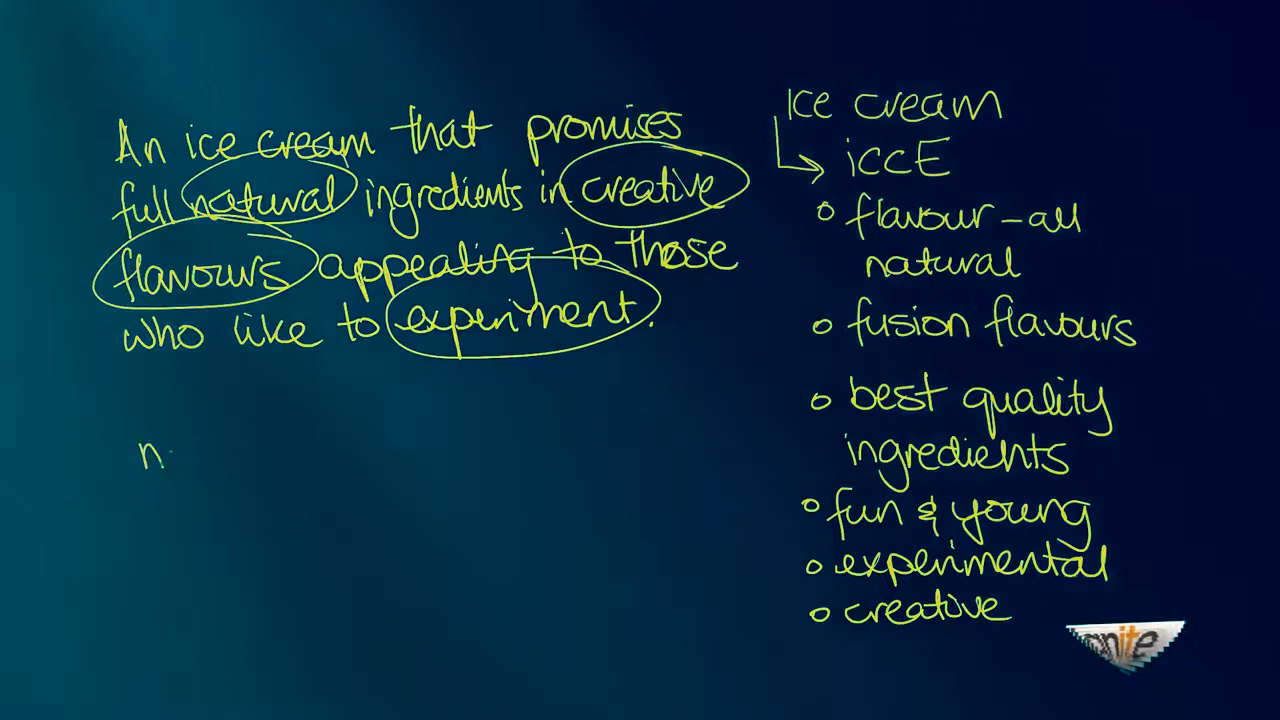 An ice cream that promises
full natural ingredients in creative
flavours appealing to those
who like to experiment.
n
Ice cream
iccE
flavour - all
natural
fusion flavours
best quality
ingredients
fun & young
experimental
creative